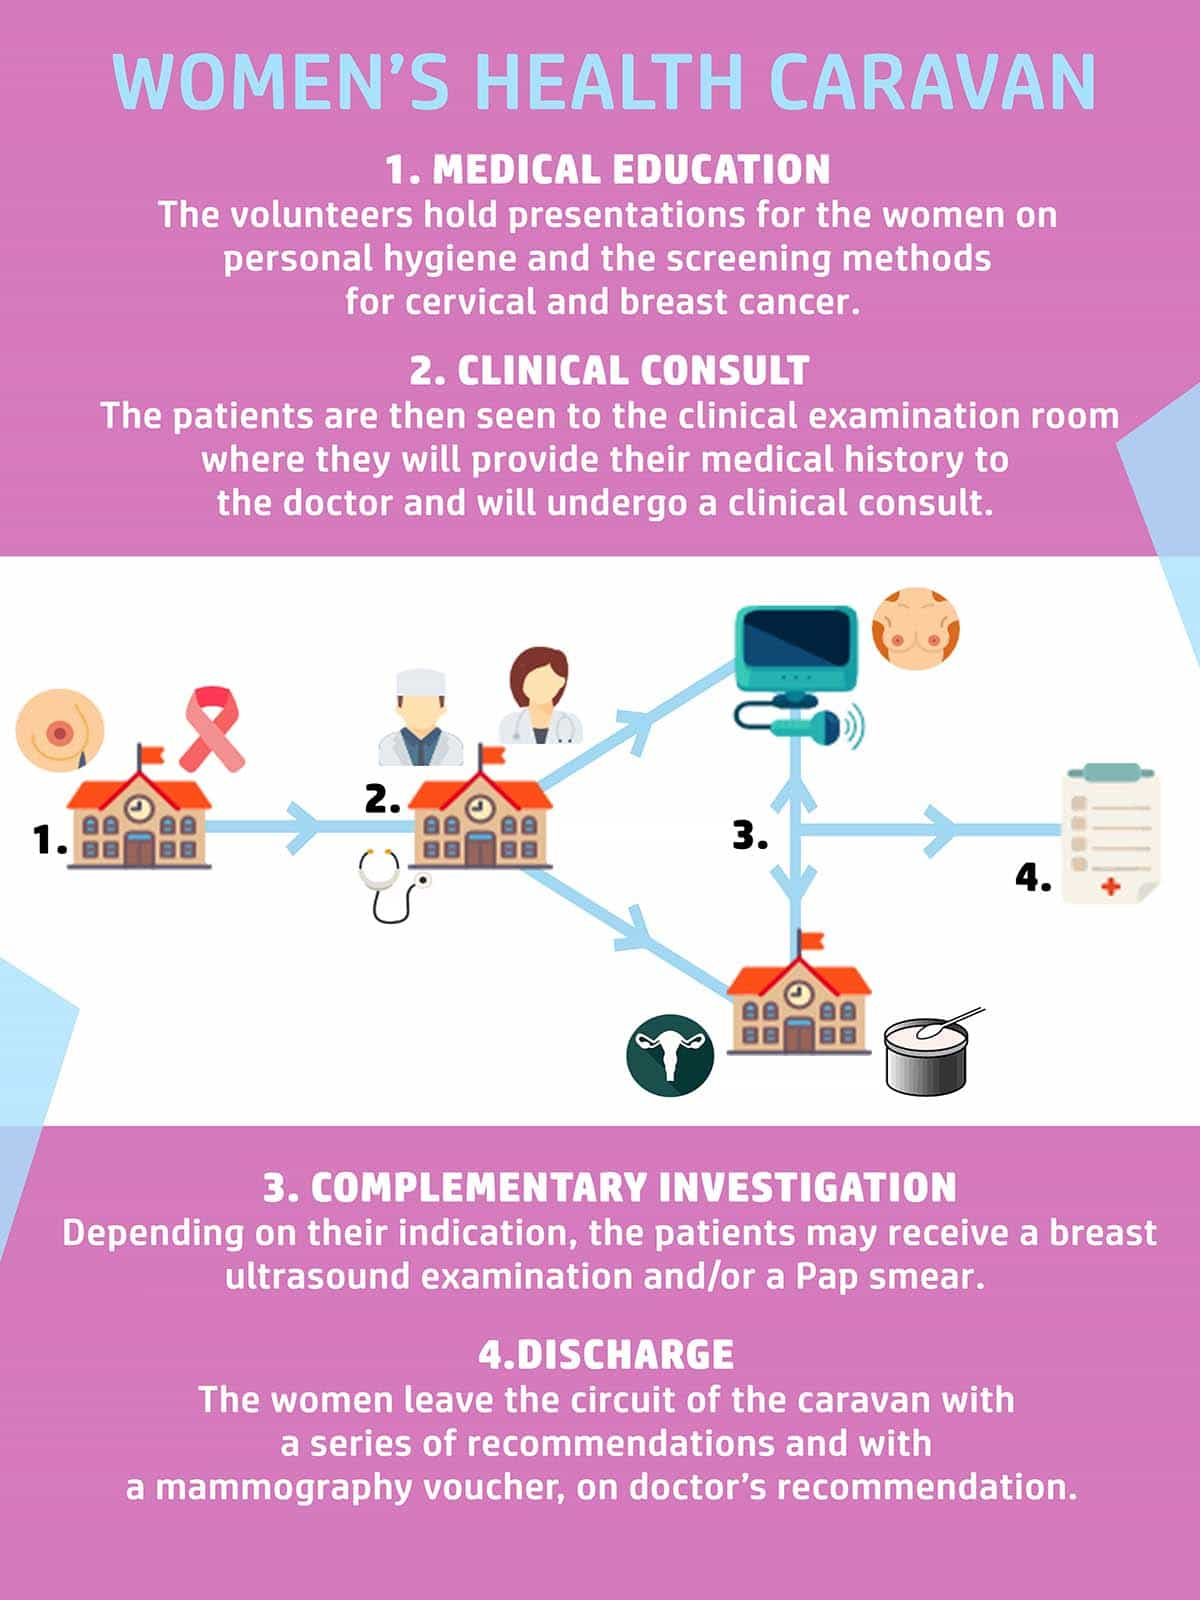 WOMEN'S HEALTH CARAVAN
1. MEDICAL EDUCATION
The volunteers hold presentations for the women on
personal hygiene and the screening methods
for cervical and breast cancer.
2. CLINICAL CONSULT
The patients are then seen to the clinical examination room
where they will provide their medical history to
the doctor and will undergo a clinical consult.
1.
2.
3.
4.
3. COMPLEMENTARY INVESTIGATION
Depending on their indication, the patients may receive a breast
ultrasound examination and/or a Pap smear.
4.DISCHARGE
The women leave the circuit of the caravan with
a series of recommendations and with
a mammography voucher, on doctor's recommendation.